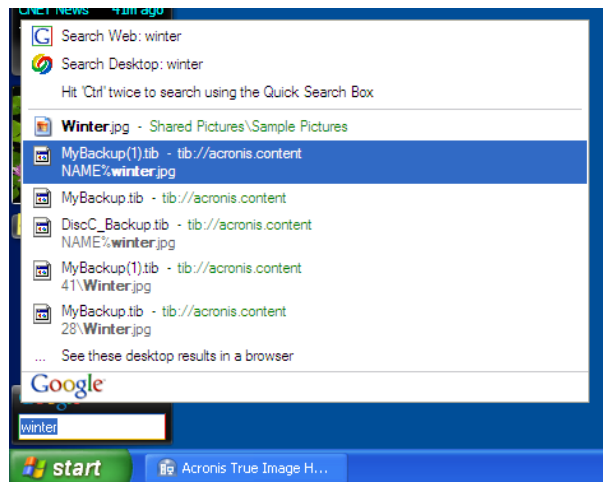 CNET News 41m ago
Search Web: winter
Search Desktop: winter
Hit 'Ctrl' twice to search using the Quick Search Box
Winter.jpg - Shared Pictures\Sample Pictures
MyBackup(1).tib - tib://acronis.content
NAME%winter.jpg
MyBackup.tib - tib://acronis.content
DiscC_Backup.tib - tib://acronis.content
NAME%winter.jpg
MyBackup(1).tib - tib://acronis.content
41\Winter.jpg
MyBackup.tib - tib://acronis.content
28\Winter.jpg
... See these desktop results in a browser
Google
winter
start Acronis True Image H...